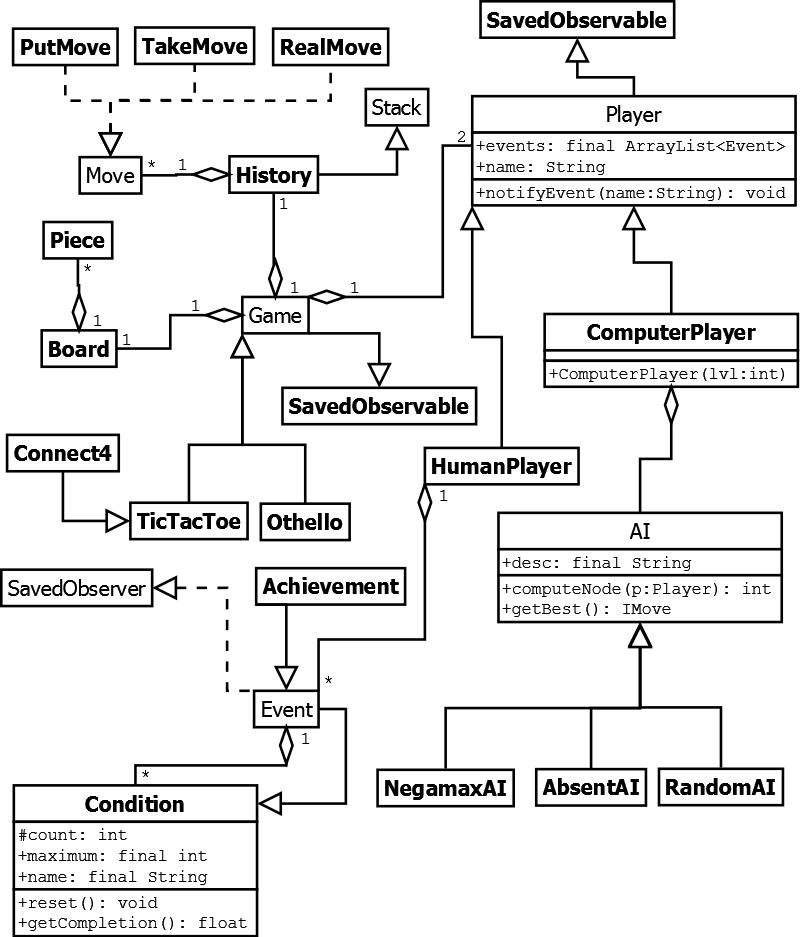 SavedObservable
PutMove
TakeMove
RealMove
Stack
Player
+events: final ArrayList<Event>
+name: String
+notifyEvent(name:String): void
2
Move
*
1
History
1
Piece
*
1
Board
1
1
Game
1
1
SavedObservable
ComputerPlayer
+ComputerPlayer(lvl:int)
Connect4
TicTacToe
Othello
HumanPlayer
1
AI
+desc: final String
+computeNode(p:Player): int
+getBest(): IMove
SavedObserver
Achievement
*
Event
1
*
Condition
#count: int
+maximum: final int
+name: final String
+reset(): void
+getCompletion(): float
NegamaxAI
AbsentAI
RandomAI